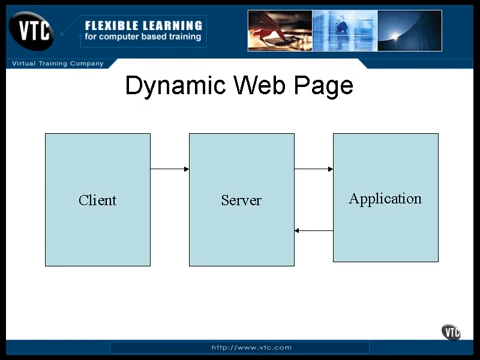 VTC
FLEXIBLE LEARNING
for computer based training
Virtual Training Company
Dynamic Web Page
Client
Server
Application
VTC
http://www.vtc.com